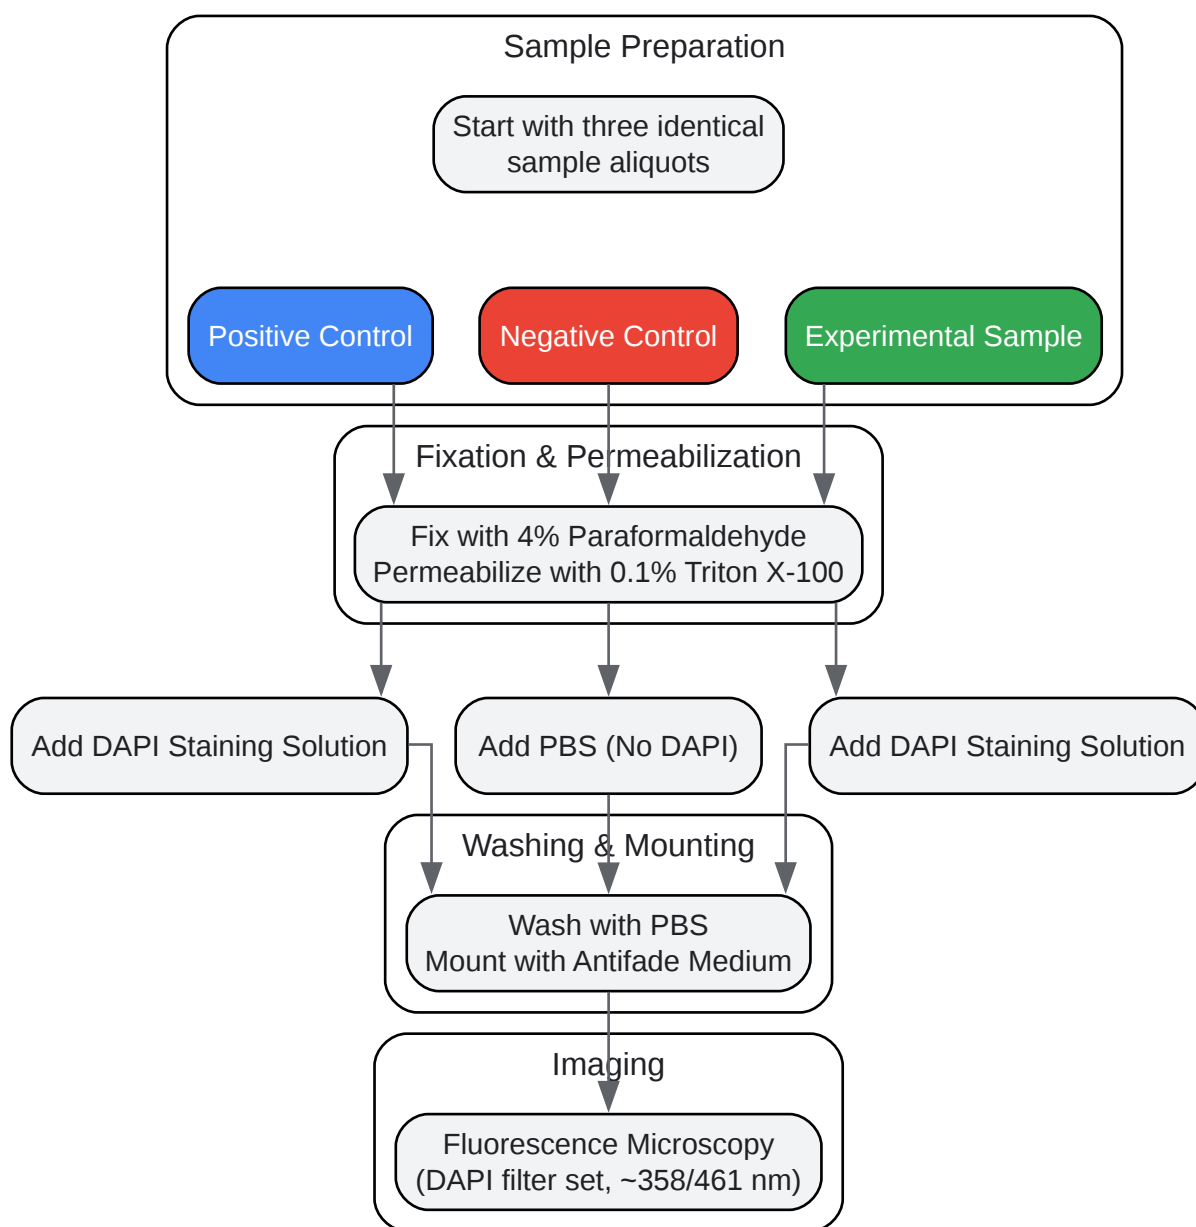 Sample Preparation
Start with three identical
sample aliquots
Positive Control
Negative Control
Experimental Sample
Fixation & Permeabilization
Fix with 4% Paraformaldehyde
Permeabilize with 0.1% Triton X-100
Add DAPI Staining Solution
Add PBS (No DAPI)
Add DAPI Staining Solution
Washing & Mounting
Wash with PBS
Mount with Antifade Medium
Imaging
Fluorescence Microscopy
(DAPI filter set, ~358/461 nm)